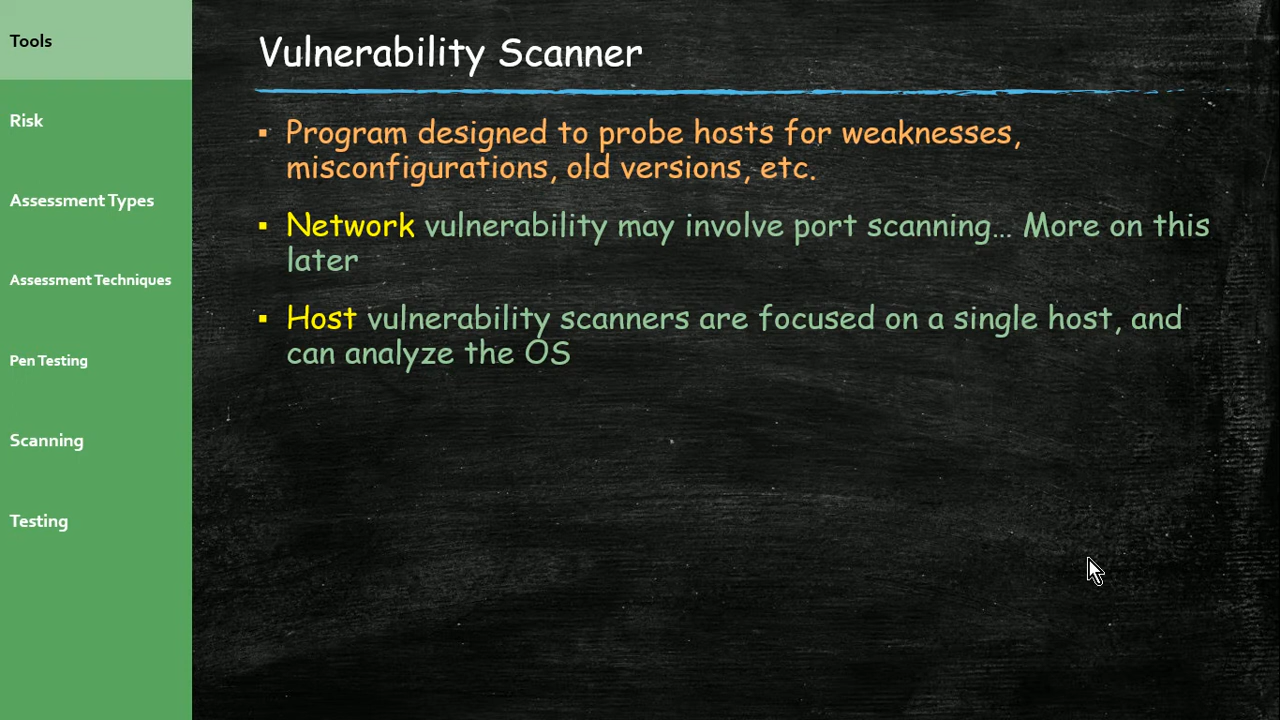 Tools
Risk
Assessment Types
Assessment Techniques
Pen Testing
Scanning
Testing
Vulnerability Scanner
▪ Program designed to probe hosts for weaknesses,
misconfigurations, old versions, etc.
▪ Network vulnerability may involve port scanning… More on this
later
▪ Host vulnerability scanners are focused on a single host, and
can analyze the OS